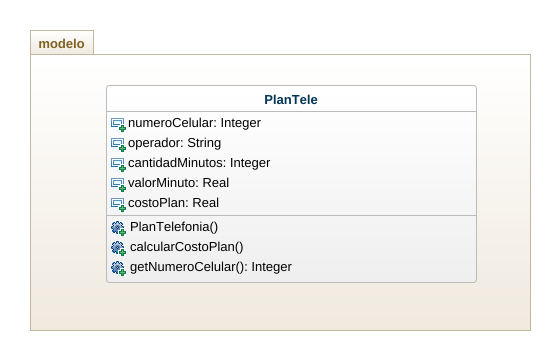 modelo
PlanTele
numeroCelular: Integer
operador: String
cantidadMinutos: Integer
valorMinuto: Real
costoPlan: Real
PlanTelefonia()
calcularCostoPlan()
getNumeroCelular(): Integer